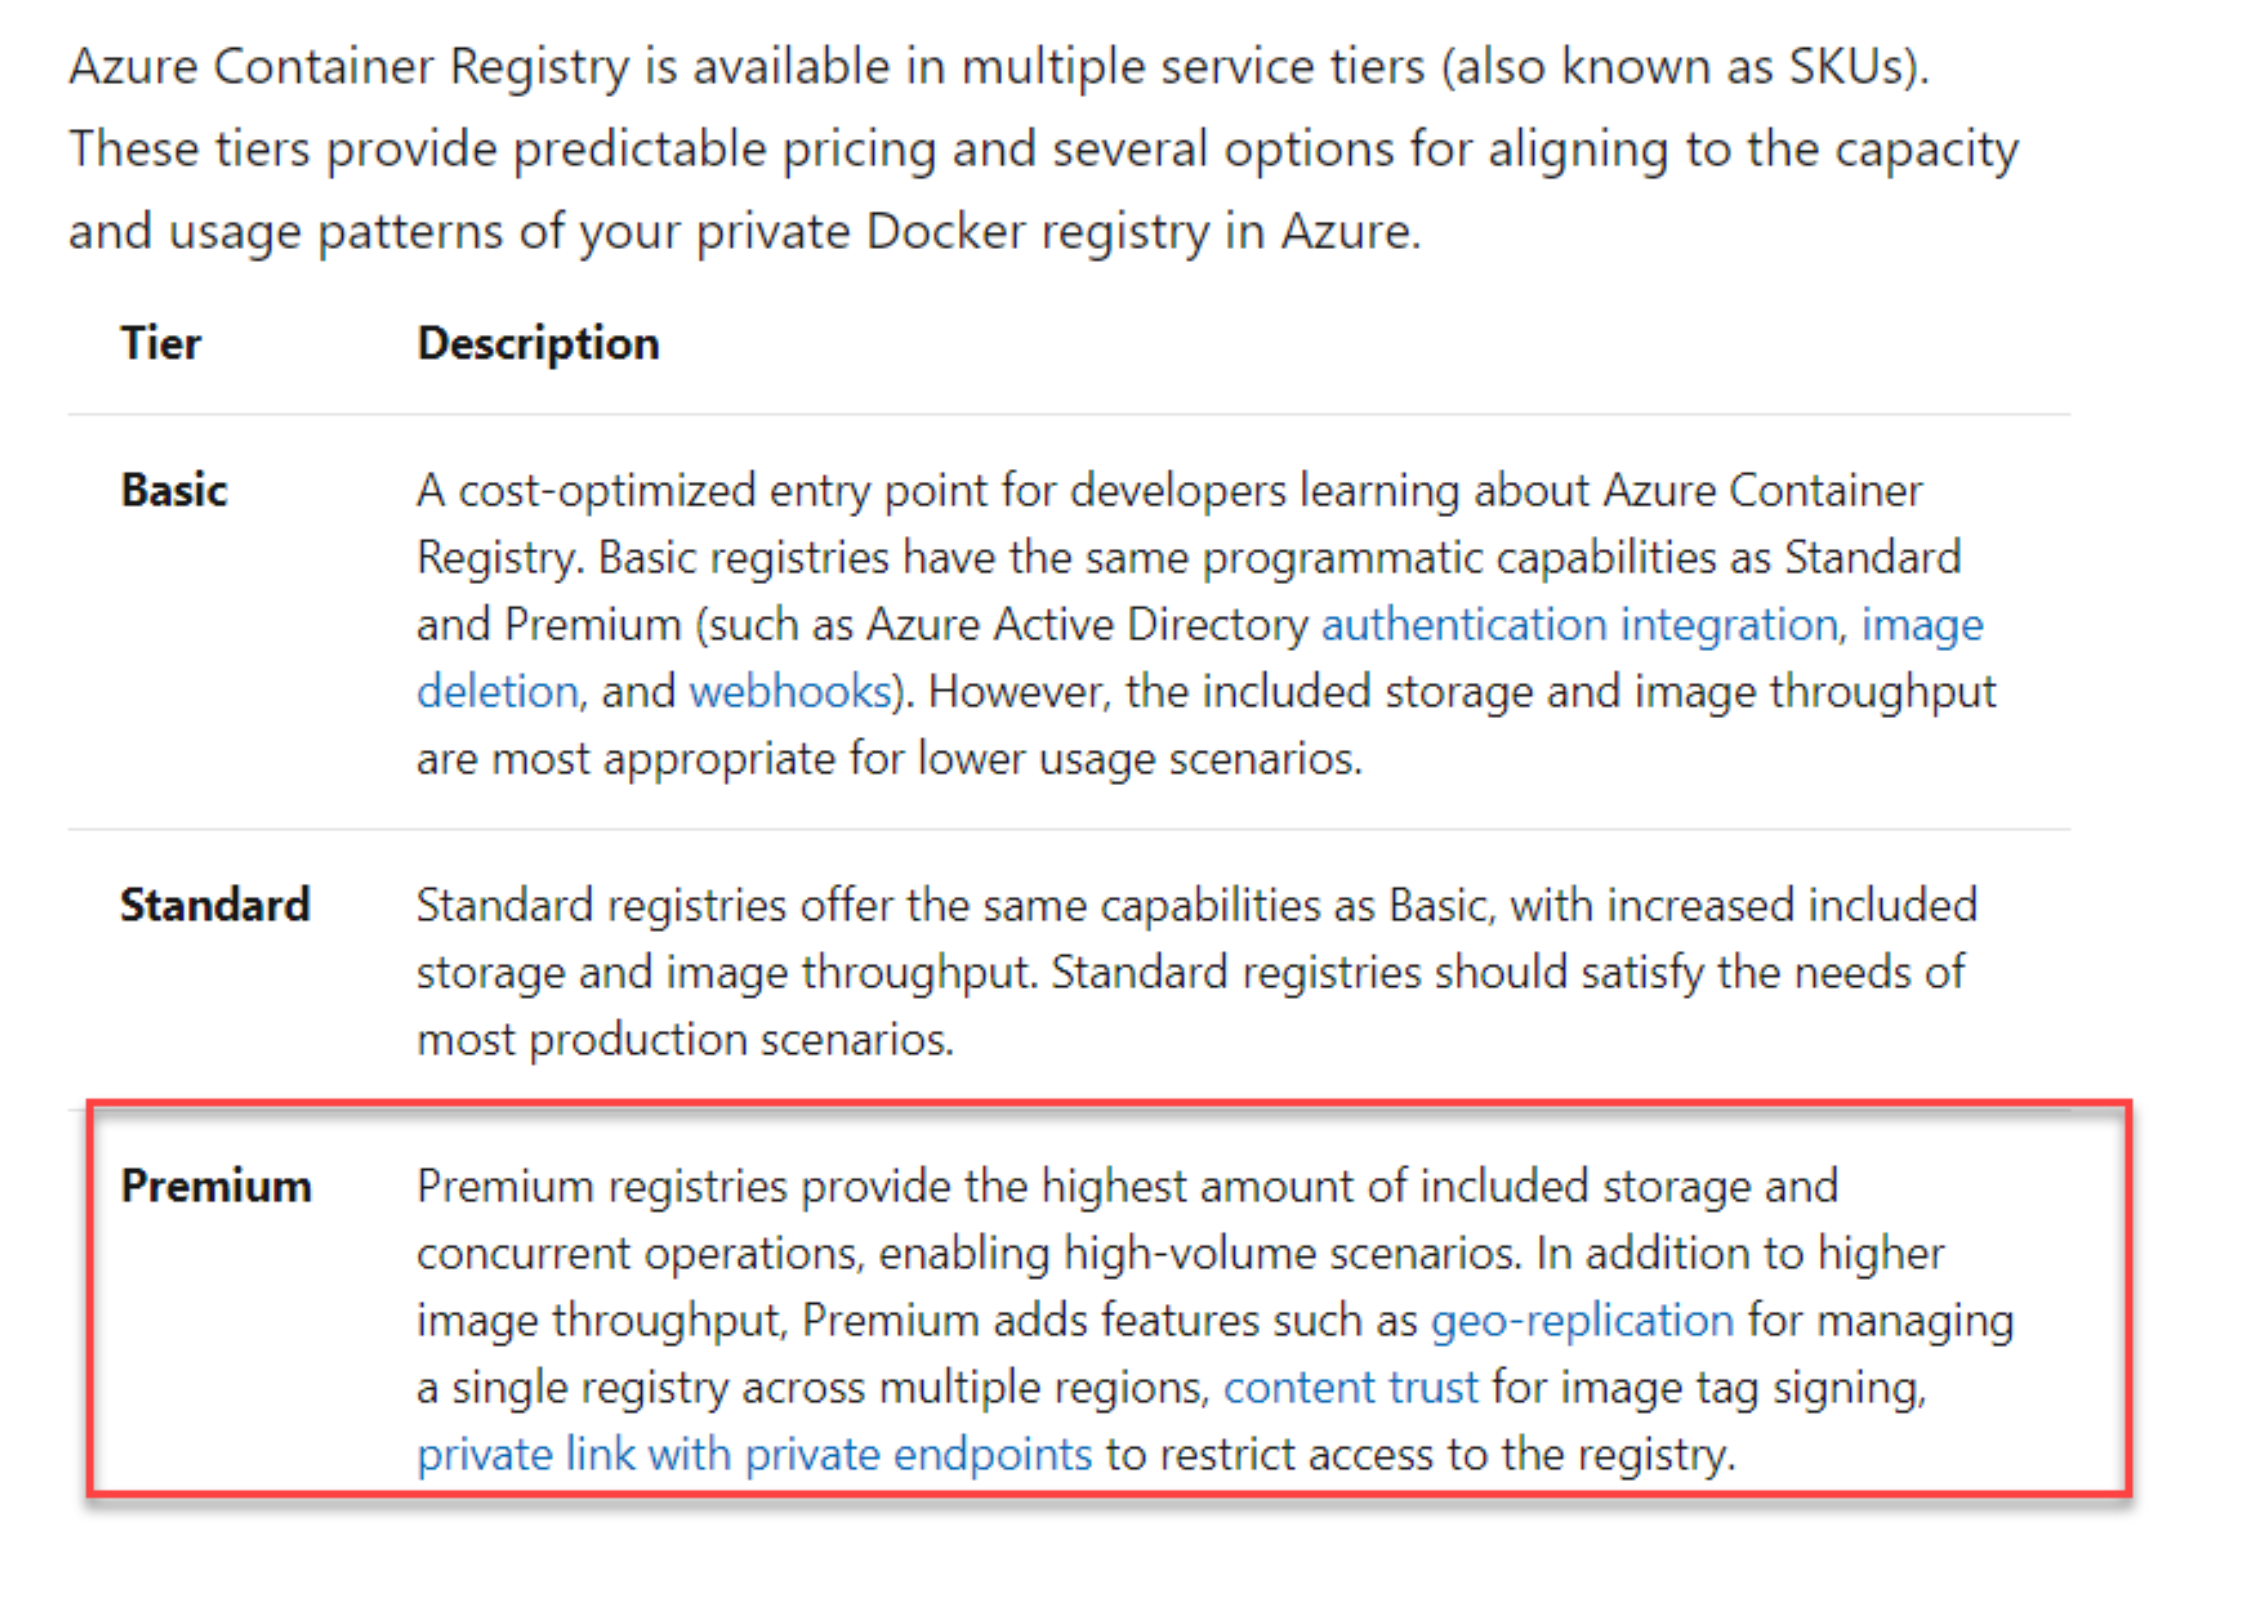 Azure Container Registry is available in multiple service tiers (also known as SKUs).
These tiers provide predictable pricing and several options for aligning to the capacity
and usage patterns of your private Docker registry in Azure.
Tier Description
Basic A cost-optimized entry point for developers learning about Azure Container
Registry. Basic registries have the same programmatic capabilities as Standard
and Premium (such as Azure Active Directory authentication integration, image
deletion, and webhooks). However, the included storage and image throughput
are most appropriate for lower usage scenarios.
Standard Standard registries offer the same capabilities as Basic, with increased included
storage and image throughput. Standard registries should satisfy the needs of
most production scenarios.
Premium Premium registries provide the highest amount of included storage and
concurrent operations, enabling high-volume scenarios. In addition to higher
image throughput, Premium adds features such as geo-replication for managing
a single registry across multiple regions, content trust for image tag signing,
private link with private endpoints to restrict access to the registry.